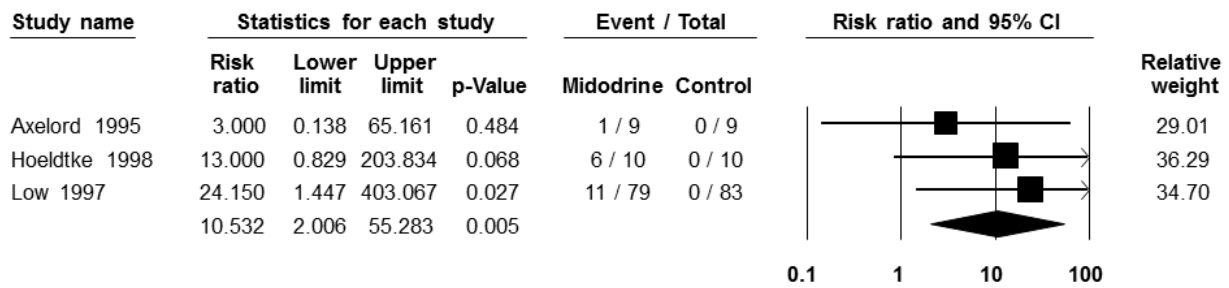 Study name Statistics for each study Event / Total Risk ratio and 95% CI
Risk Lower Upper Relative
ratio limit limit p-Value Midodrine Control weight
Axelord 1995 3.000 0.138 65.161 0.484 1 / 9 0 / 9 29.01
Hoeldtke 1998 13.000 0.829 203.834 0.068 6 / 10 0 / 10 36.29
Low 1997 24.150 1.447 403.067 0.027 11 / 79 0 / 83 34.70
10.532 2.006 55.283 0.005
0.1 1 10 100